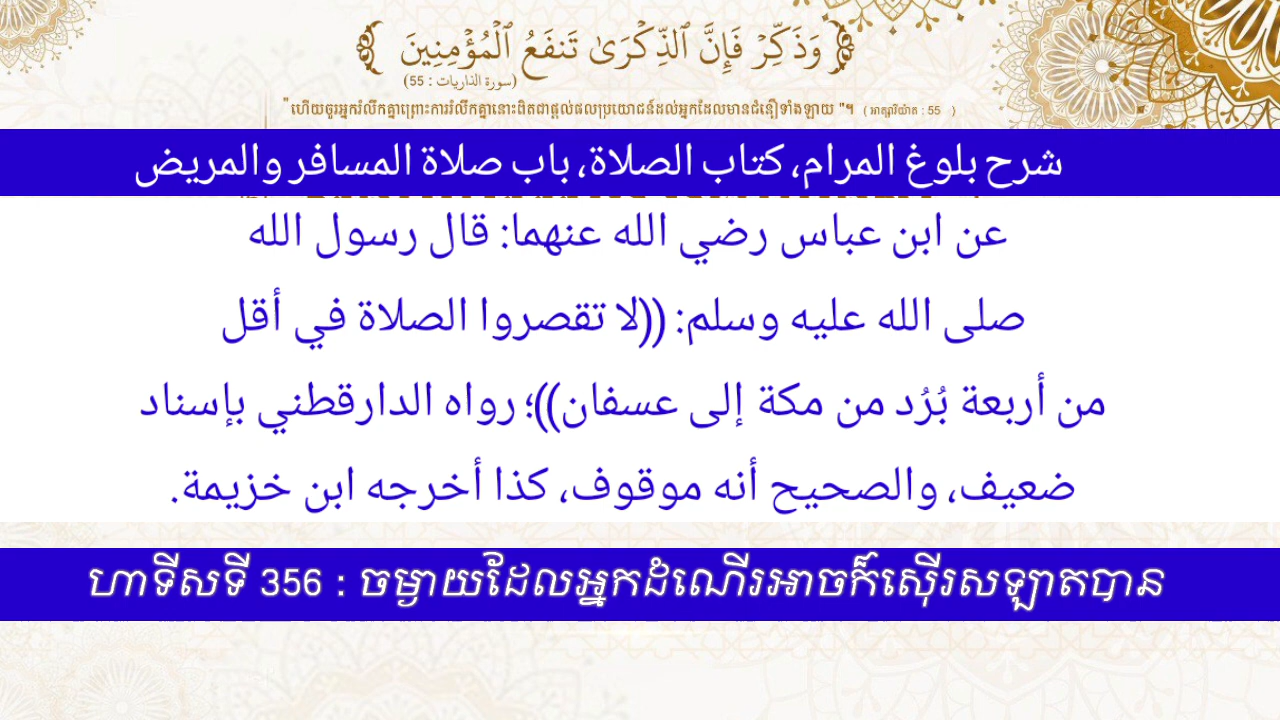 ﴿ وَذَكِّرْ فَإِنَّ ٱلذِّكْرَىٰ تَنفَعُ ٱلْمُؤْمِنِينَ ﴾
(سورة الذاريات : 55)
" ហើយចូរអ្នករំលឹកគ្នាព្រោះការរំលឹកគ្នានោះពិតជាផ្តល់ផលប្រយោជន៍ដល់អ្នកដែលមានជំនឿទាំងឡាយ "។ ( អាត្សារីយ៉ាត : 55 )
شرح بلوغ المرام، كتاب الصلاة، باب صلاة المسافر والمريض
عن ابن عباس رضي الله عنهما: قال رسول الله
صلى الله عليه وسلم: ((لا تقصروا الصلاة في أقل
من أربعة بُرُد من مكة إلى عسفان))؛ رواه الدارقطني بإسناد
ضعيف، والصحيح أنه موقوف، كذا أخرجه ابن خزيمة.
ហាទីសទី 356 : ចម្ងាយដែលអ្នកដំណើរអាចក៏ស៊ើរសឡាតបាន